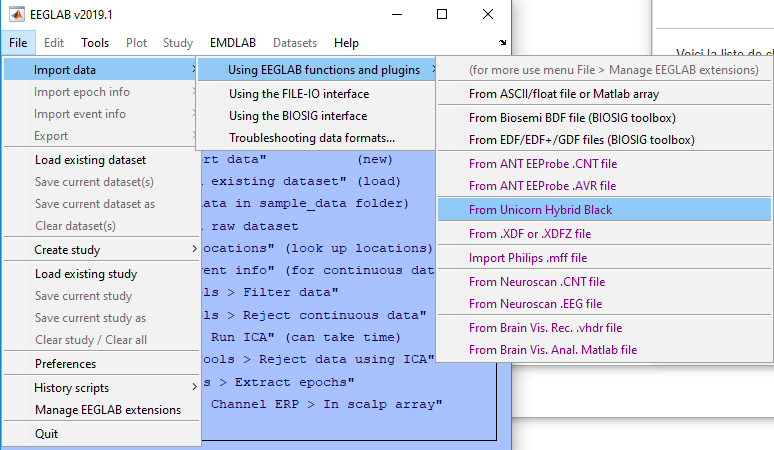 EEGLAB v2019.1
File Edit Tools Plot Study EMDLAB Datasets Help
Import data
Import epoch info
Import event info
Export
Load existing dataset
Save current dataset(s)
Save current dataset as
Clear dataset(s)
Create study
Load existing study
Save current study
Save current study as
Clear study / Clear all
Preferences
History scripts
Manage EEGLAB extensions
Quit
Using EEGLAB functions and plugins
Using the FILE-IO interface
Using the BIOSIG interface
Troubleshooting data formats...
(for more use menu File > Manage EEGLAB extensions)
From ASCII/float file or Matlab array
From Biosemi BDF file (BIOSIG toolbox)
From EDF/EDF+/GDF files (BIOSIG toolbox)
From ANT EEProbe .CNT file
From ANT EEProbe .AVR file
From Unicorn Hybrid Black
From .XDF or .XDFZ file
Import Philips .mff file
From Neuroscan .CNT file
From Neuroscan .EEG file
From Brain Vis. Rec. .vhdr file
From Brain Vis. Anal. Matlab file
rt data" (new)
existing dataset" (load)
data in sample_data folder)
raw dataset
ocations" (look up locations)
ent info" (for continuous dat
ls > Filter data"
ls > Reject continuous data"
Run ICA" (can take time)
ools > Reject data using ICA"
s > Extract epochs"
Channel ERP > In scalp array"
Voici la liste de